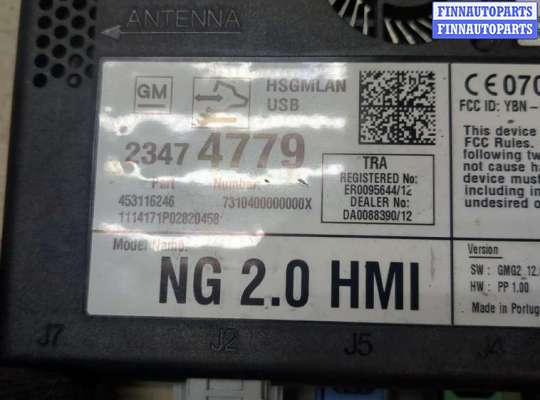 FINNAUTOPARTS
FINNAUTOPARTS
ANTENNA
GM
HSGMLAN
USB
2347 4779
Part Number:
453116246 7310400000000X
1114171P02820458
TRA
REGISTERED No:
ER0095644/12
DEALER No:
DA0088390/12
CE070
FCC ID: YBN -
This device
FCC Rules.
following tw
not cause ha
device must
including in
undesired o
Model Name:
NG 2.0 HMI
Version
SW : GMG2_12.
HW : PP 1.00
Made in Portug
J7 J2 J5 J4